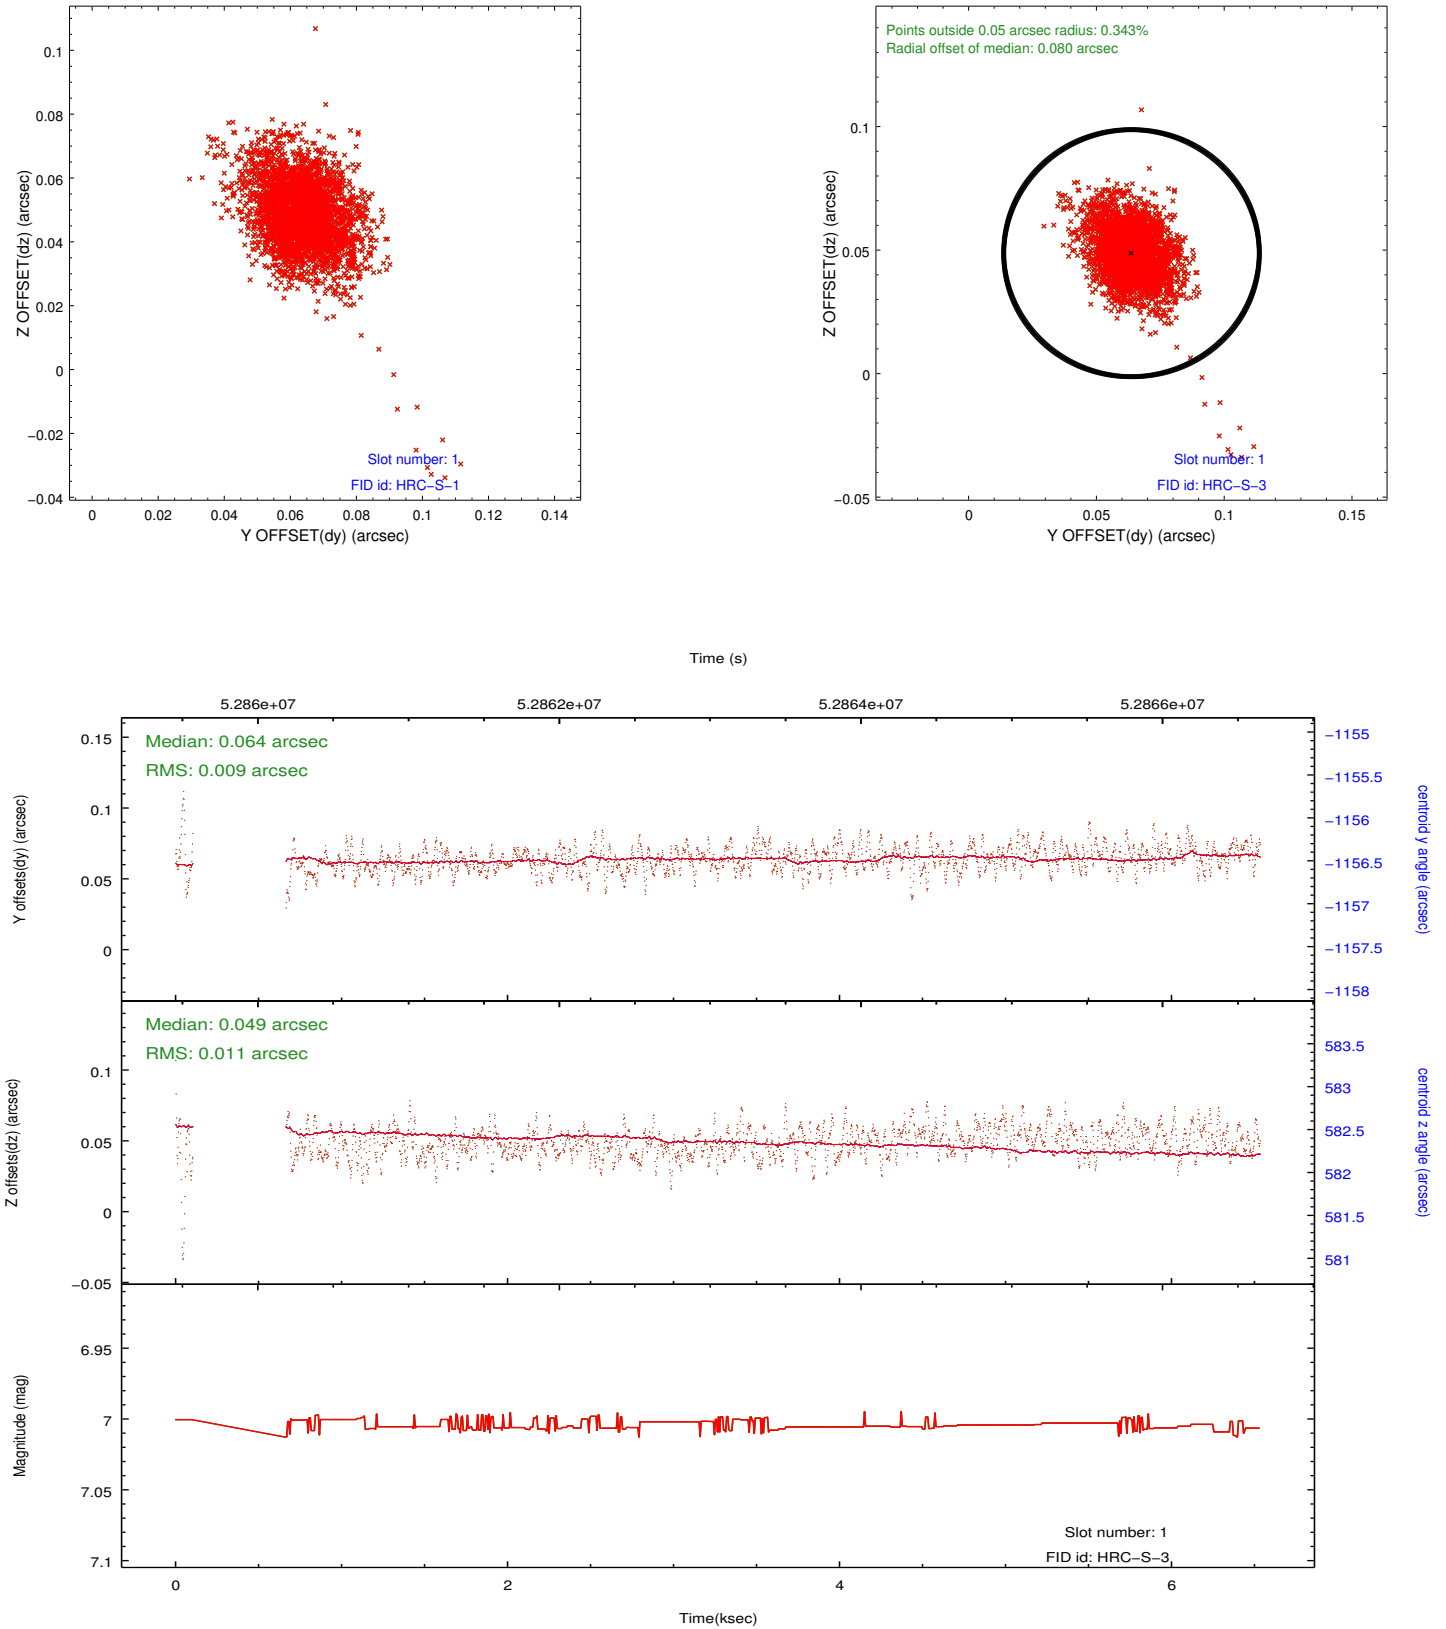 0.1
0.08
0.06
0.04
0.02
0
−0.02
−0.04
Z OFFSET(dz) (arcsec)
Slot number: 1
FID id: HRC−S−1
0 0.02 0.04 0.06 0.08 0.1 0.12 0.14
Y OFFSET(dy) (arcsec)
Points outside 0.05 arcsec radius: 0.343%
Radial offset of median: 0.080 arcsec
0.1
0.05
0
−0.05
Z OFFSET(dz) (arcsec)
Slot number: 1
FID id: HRC−S−3
0 0.05 0.1 0.15
Y OFFSET(dy) (arcsec)
Time (s)
5.286e+07 5.2862e+07 5.2864e+07 5.2866e+07
Median: 0.064 arcsec
RMS: 0.009 arcsec
0.15
0.1
0.05
0
Y offsets(dy) (arcsec)
−1155
−1155.5
−1156
−1156.5
−1157
−1157.5
−1158
centroid y angle (arcsec)
Median: 0.049 arcsec
RMS: 0.011 arcsec
0.1
0.05
0
−0.05
Z offsets(dz) (arcsec)
583.5
583
582.5
582
581.5
581
centroid z angle (arcsec)
6.95
7
7.05
7.1
Magnitude (mag)
Slot number: 1
FID id: HRC−S−3
0 2 4 6
Time(ksec)